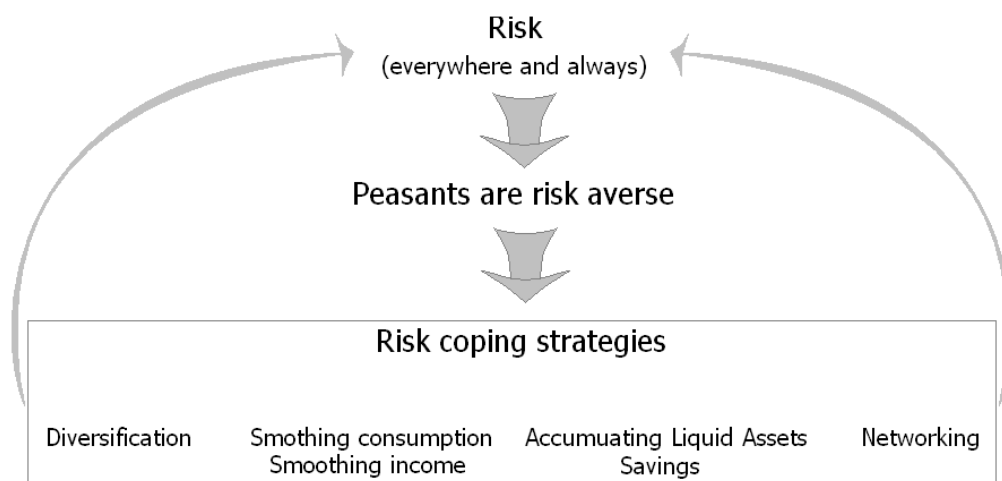 Risk
(everywhere and always)
Peasants are risk averse
Risk coping strategies
Diversification
Smothing consumption
Smoothing income
Accumuating Liquid Assets
Savings
Networking